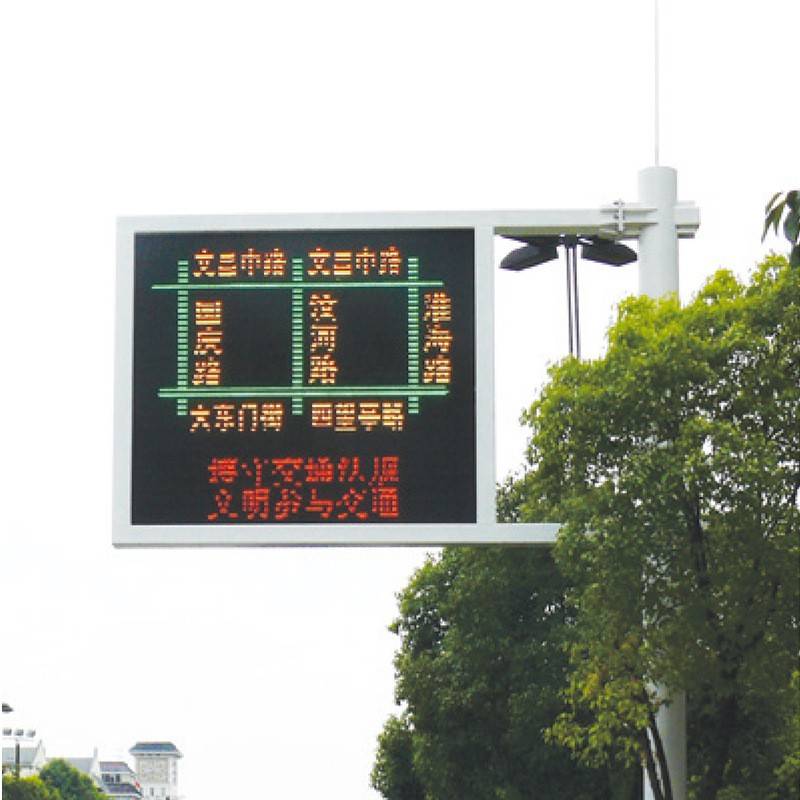 文昌中路 文昌中路
国庆路 汶河路 淮海路
大东门街 四望亭路
遵守交通法规
文明参与交通